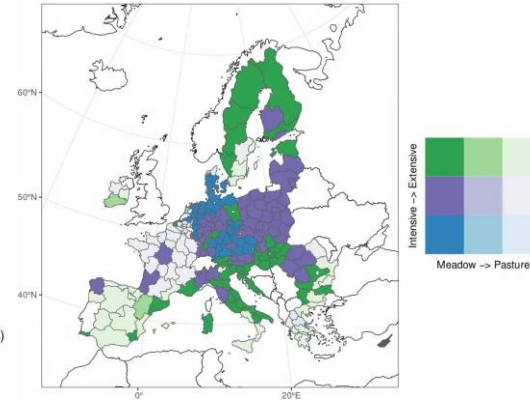 60°N
50°N
40°N
)
0°
20°E
Intensive -> Extensive
Meadow -> Pasture